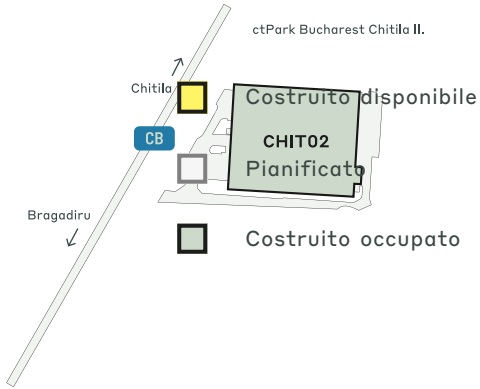 ctPark Bucharest Chitila II.
Chitila
Costruito disponibile
CB
CHIT02
Pianificato
Bragadiru
Costruito occupato